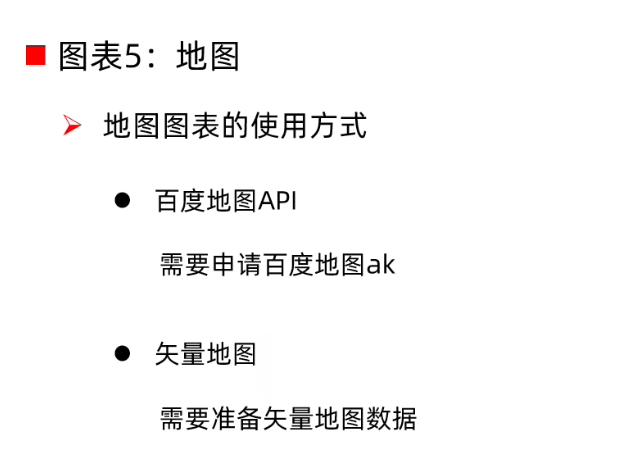 图表5：地图
地图图表的使用方式
百度地图API
需要申请百度地图ak
矢量地图
需要准备矢量地图数据